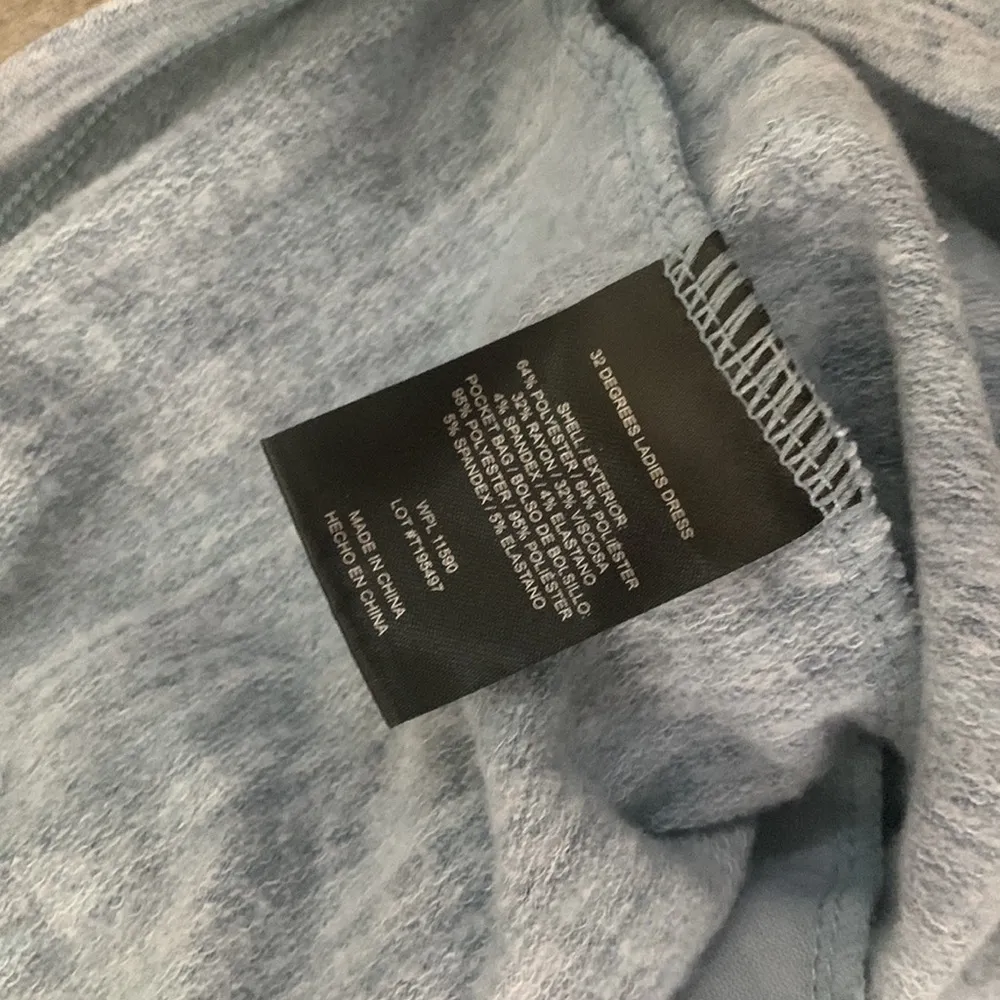 32 DEGREES LADIES DRESS
SHELL / EXTERIOR:
64% POLYESTER / 64% POLIÉSTER
32% RAYON / 32% VISCOSA
4% SPANDEX / 4% ELASTANO
POCKET BAG / BOLSO DE BOLSILLO:
95% POLYESTER / 95% POLIÉSTER
5% SPANDEX / 5% ELASTANO
WPL 11590
LOT #T195497
MADE IN CHINA
HECHO EN CHINA